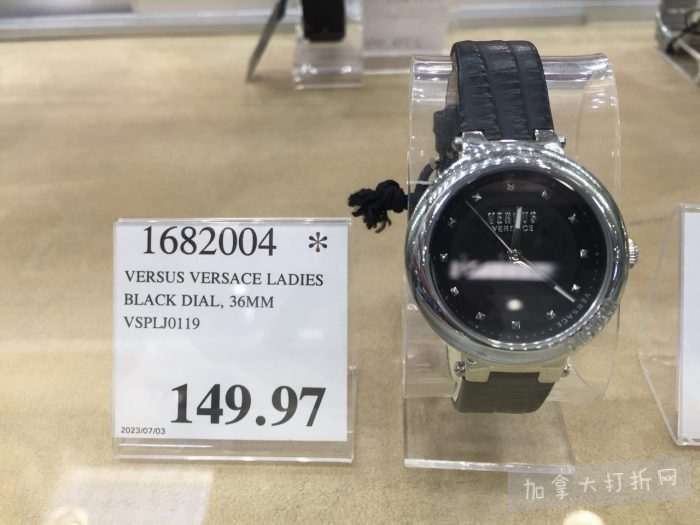 1682004 *
VERSUS VERSACE LADIES
BLACK DIAL, 36MM
VSPLJ0119
149.97
2023/07/03
VERSUS
VERSACE
VERSACE
加拿大打折网